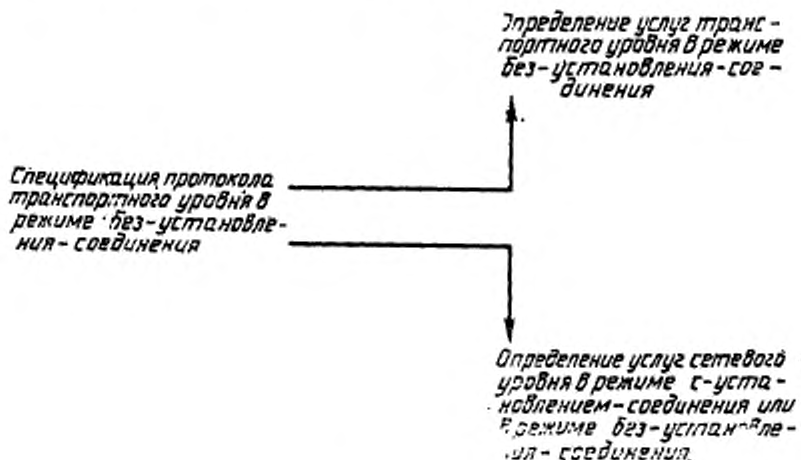 Определение услуг транс-
портного уровня в режиме
без-установления-сое-
динения
Спецификация протокола
транспортного уровня в
режиме без-установле-
ния-соединения
Определение услуг сетевого
уровня в режиме с-уста-
новлением-соединения или
в режиме без-установле-
ния-соединения